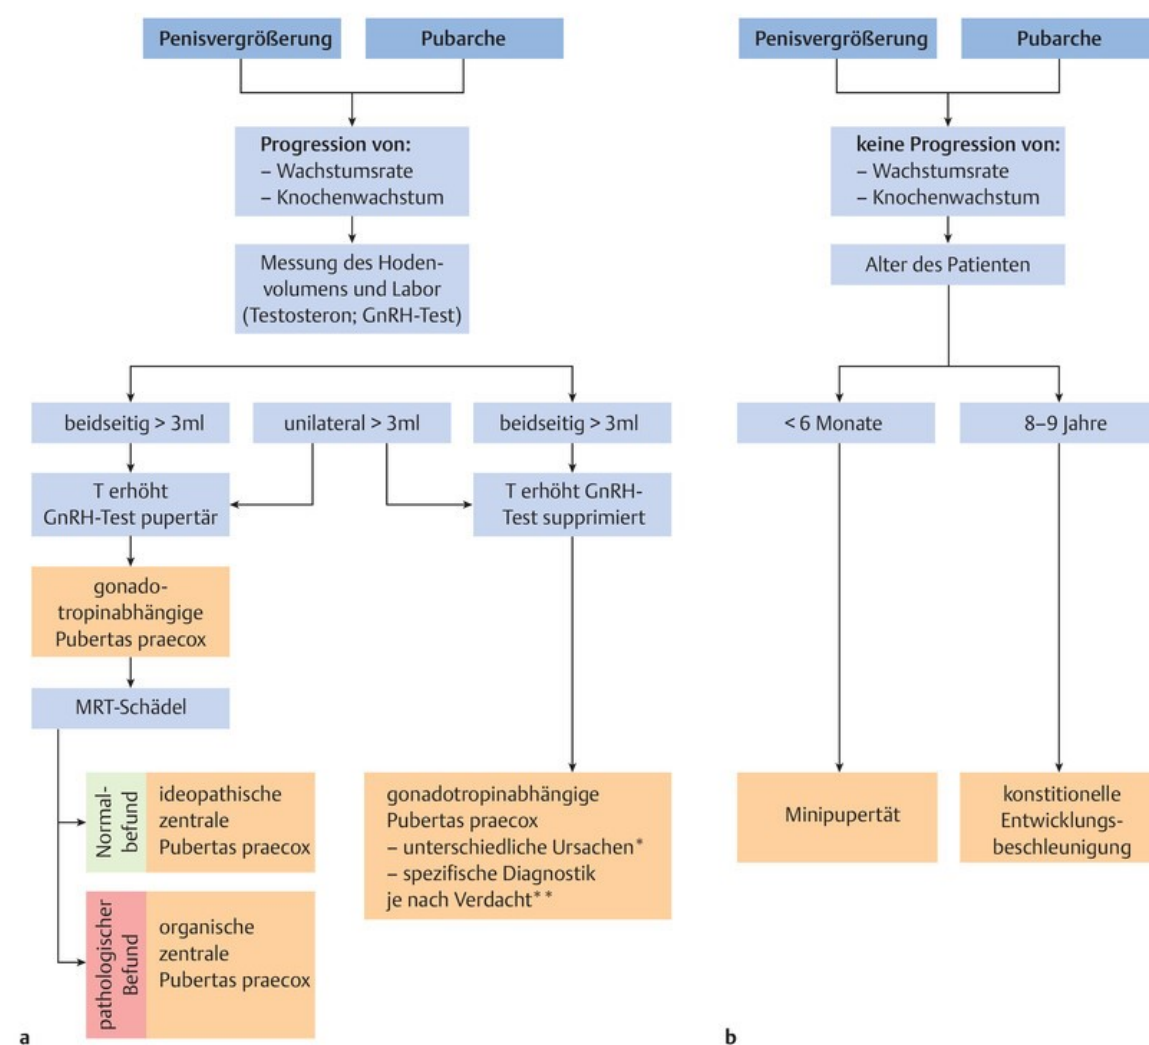 Penisvergrößerung
Pubarche
Progression von:
– Wachstumsrate
– Knochenwachstum
Messung des Hoden-
volumens und Labor
(Testosteron; GnRH-Test)
beidseitig > 3ml
unilateral > 3ml
beidseitig > 3ml
T erhöht
GnRH-Test pupertär
T erhöht GnRH-
Test supprimiert
gonado-
tropinabhängige
Pubertas praecox
MRT-Schädel
Normal-
befund
ideopathische
zentrale
Pubertas praecox
pathologischer
Befund
organische
zentrale
Pubertas praecox
gonadotropinabhängige
Pubertas praecox
– unterschiedliche Ursachen*
– spezifische Diagnostik
je nach Verdacht**
a
Penisvergrößerung
Pubarche
keine Progression von:
– Wachstumsrate
– Knochenwachstum
Alter des Patienten
< 6 Monate
8–9 Jahre
Minipupertät
konstitionelle
Entwicklungs-
beschleunigung
b